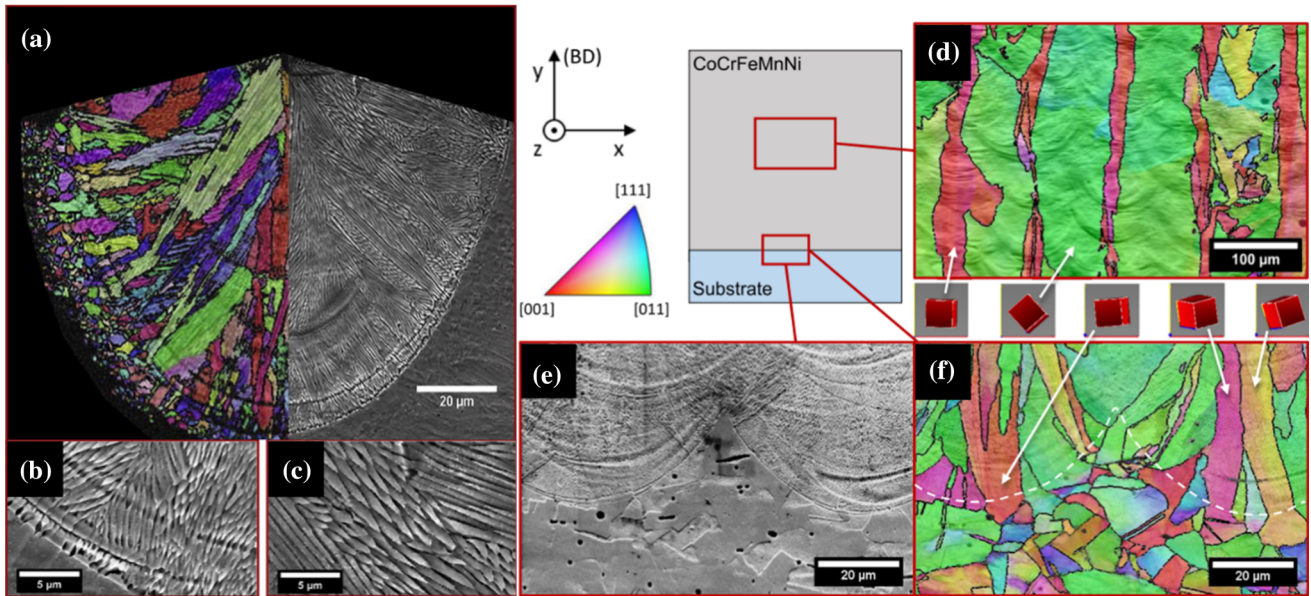 (a)
20 µm
(b)
5 µm
(c)
5 µm
y
(BD)
z
x
[111]
[001]
[011]
CoCrFeMnNi
Substrate
(d)
100 µm
(e)
20 µm
(f)
20 µm